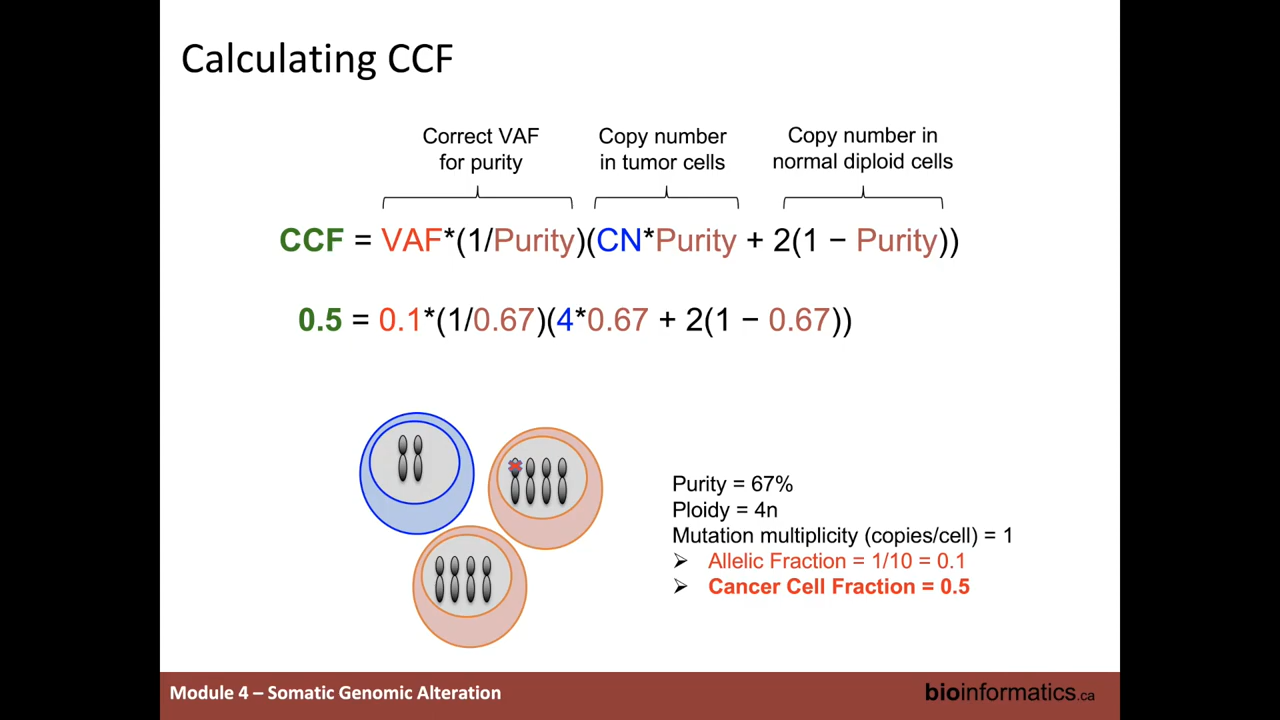 Calculating CCF
Correct VAF
for purity
Copy number
in tumor cells
Copy number in
normal diploid cells
CCF = VAF*(1/Purity)(CN*Purity + 2(1 − Purity))
0.5 = 0.1*(1/0.67)(4*0.67 + 2(1 − 0.67))
Purity = 67%
Ploidy = 4n
Mutation multiplicity (copies/cell) = 1
➢ Allelic Fraction = 1/10 = 0.1
➢ Cancer Cell Fraction = 0.5
Module 4 – Somatic Genomic Alteration
bioinformatics.ca